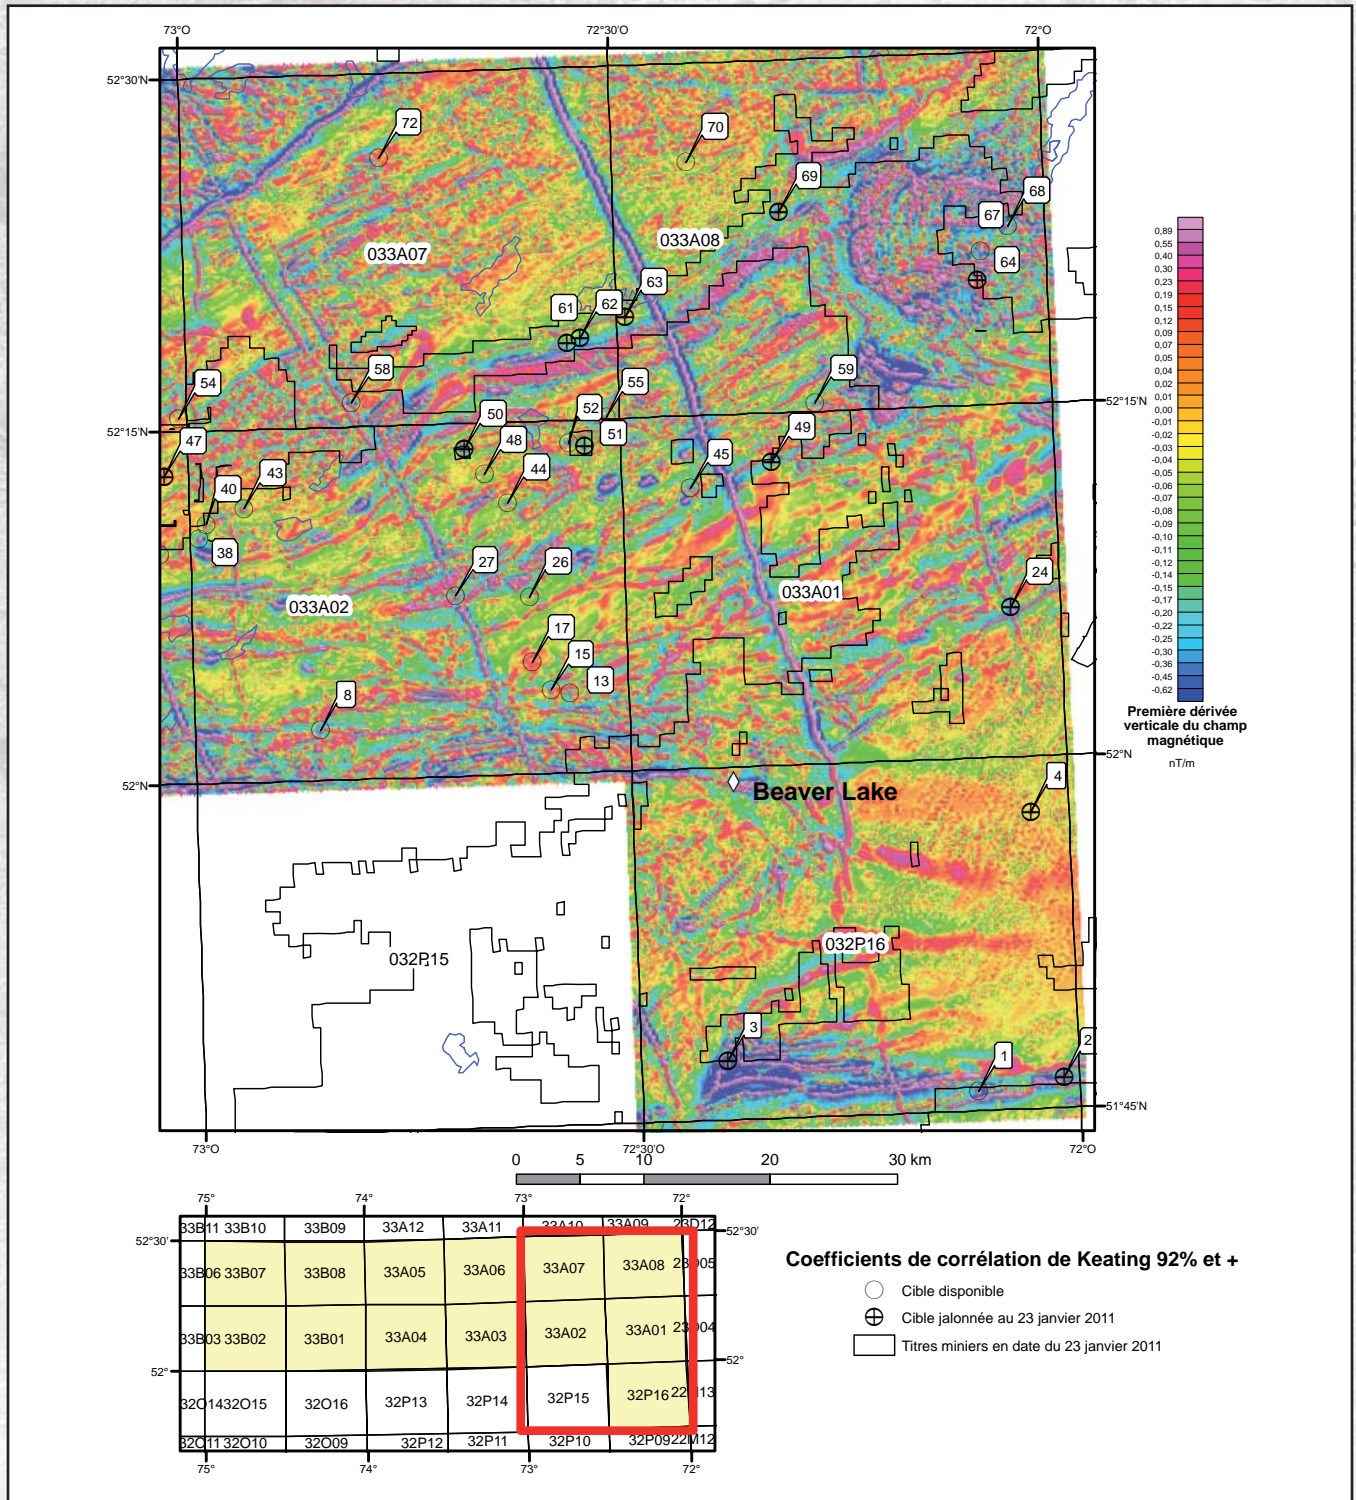 73°O
72°30'O
72°O
52°30'N
72
70
69
68
67
64
033A07
033A08
63
62
61
58
59
54
55
50
52
52°15'N
52°15'N
51
47
48
49
45
43
44
40
38
27
26
24
033A02
033A01
17
15
13
8
52°N
52°N
4
Beaver Lake
032P15
032P16
3
1
2
51°45'N
73°O
72°30'O
72°O
0,89
0,55
0,40
0,30
0,23
0,19
0,15
0,12
0,09
0,07
0,05
0,04
0,02
0,01
0,00
-0,01
-0,02
-0,03
-0,04
-0,05
-0,06
-0,07
-0,08
-0,09
-0,10
-0,11
-0,12
-0,14
-0,15
-0,17
-0,20
-0,22
-0,25
-0,30
-0,36
-0,45
-0,62
Première dérivée
verticale du champ
magnétique
nT/m
0 5 10 20 30 km
75° 74° 73° 72°
33B11 33B10 33B09 33A12 33A11 33A10 33A09 23D12
52°30' 52°30'
33B06 33B07 33B08 33A05 33A06 33A07 33A08 23D05
33B03 33B02 33B01 33A04 33A03 33A02 33A01 23D04
52° 52°
32O14 32O15 32O16 32P13 32P14 32P15 32P16 22M13
32O11 32O10 32O09 32P12 32P11 32P10 32P09 22M12
75° 74° 73° 72°
Coefficients de corrélation de Keating 92% et +
Cible disponible
Cible jalonnée au 23 janvier 2011
Titres miniers en date du 23 janvier 2011